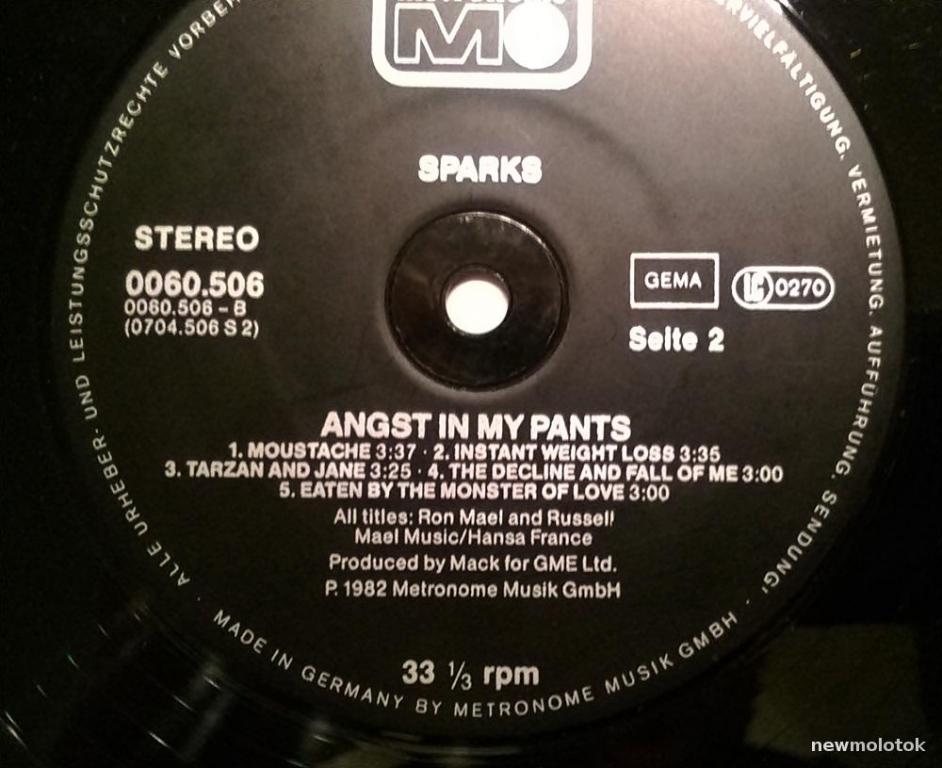 MO
SPARKS
STEREO
0060.506
0060.506 – B
(0704.506 S 2)
GEMA
LC 0270
Seite 2
ANGST IN MY PANTS
1. MOUSTACHE 3:37 · 2. INSTANT WEIGHT LOSS 3:35
3. TARZAN AND JANE 3:25 · 4. THE DECLINE AND FALL OF ME 3:00
5. EATEN BY THE MONSTER OF LOVE 3:00
All titles: Ron Mael and Russell
Mael Music/Hansa France
Produced by Mack for GME Ltd.
P. 1982 Metronome Musik GmbH
33 1/3 rpm
ALLE URHEBER- UND LEISTUNGSSCHUTZRECHTE
VERMIETUNG, AUFFÜHRUNG, SENDUNG!
MADE IN GERMANY BY METRONOME MUSIK GMBH
newmolotok